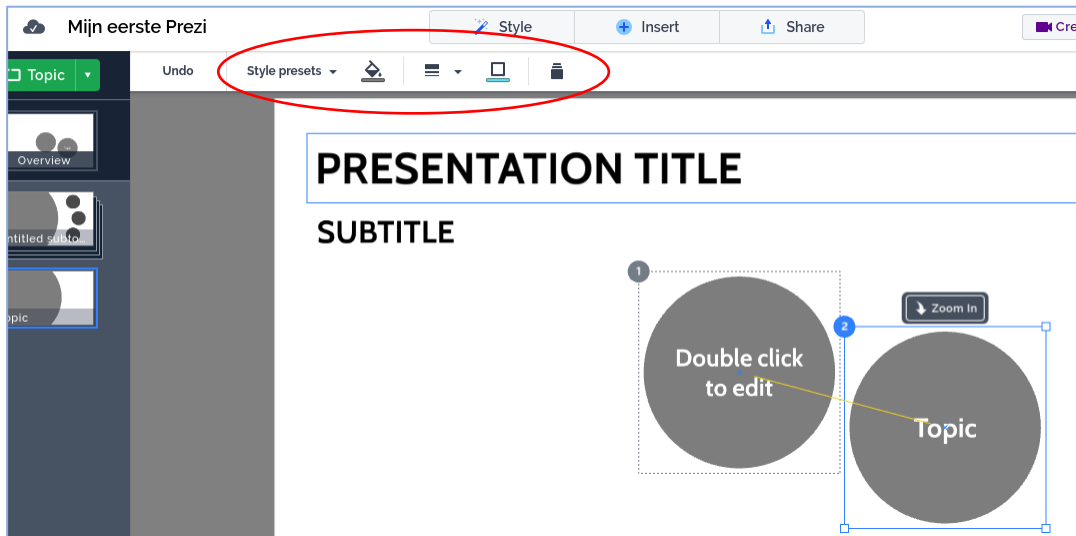 Mijn eerste Prezi
Style
Insert
Share
Cre
Topic
Undo
Style presets
Overview
ntitled subto...
opic
PRESENTATION TITLE
SUBTITLE
1
Double click
to edit
2
Zoom In
Topic